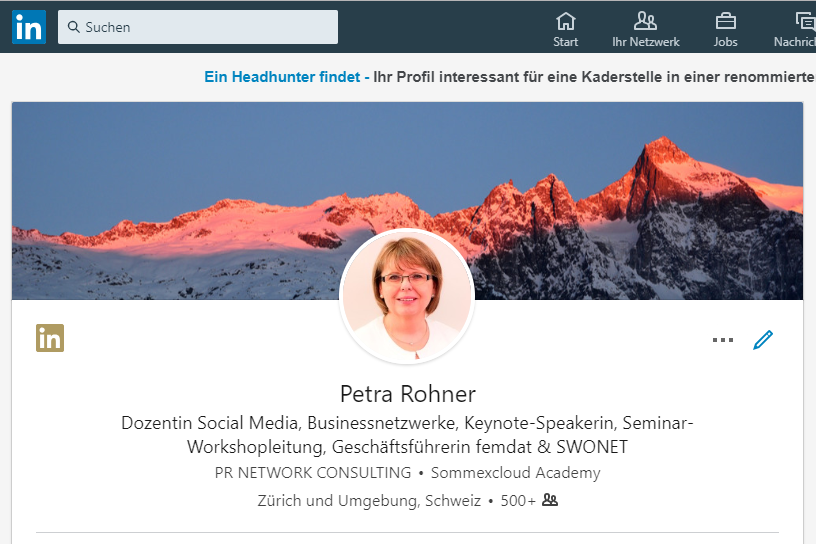 in Suchen Start Ihr Netzwerk Jobs Nachric
Ein Headhunter findet - Ihr Profil interessant für eine Kaderstelle in einer renommierte
in
Petra Rohner
Dozentin Social Media, Businessnetzwerke, Keynote-Speakerin, Seminar-
Workshopleitung, Geschäftsführerin femdat & SWONET
PR NETWORK CONSULTING • Sommexcloud Academy
Zürich und Umgebung, Schweiz • 500+